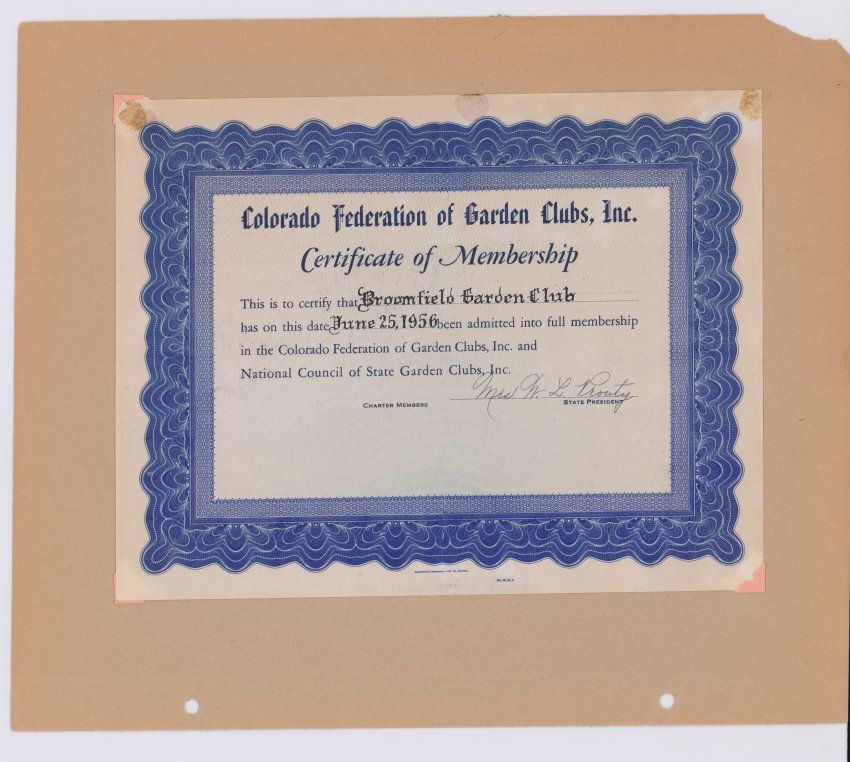 Colorado Federation of Garden Clubs, Inc.
Certificate of Membership
This is to certify that Broomfield Garden Club
has on this date June 25, 1956 been admitted into full membership
in the Colorado Federation of Garden Clubs, Inc. and
National Council of State Garden Clubs, Inc.
Mrs W. L. Prouty
CHARTER MEMBERS
STATE PRESIDENT